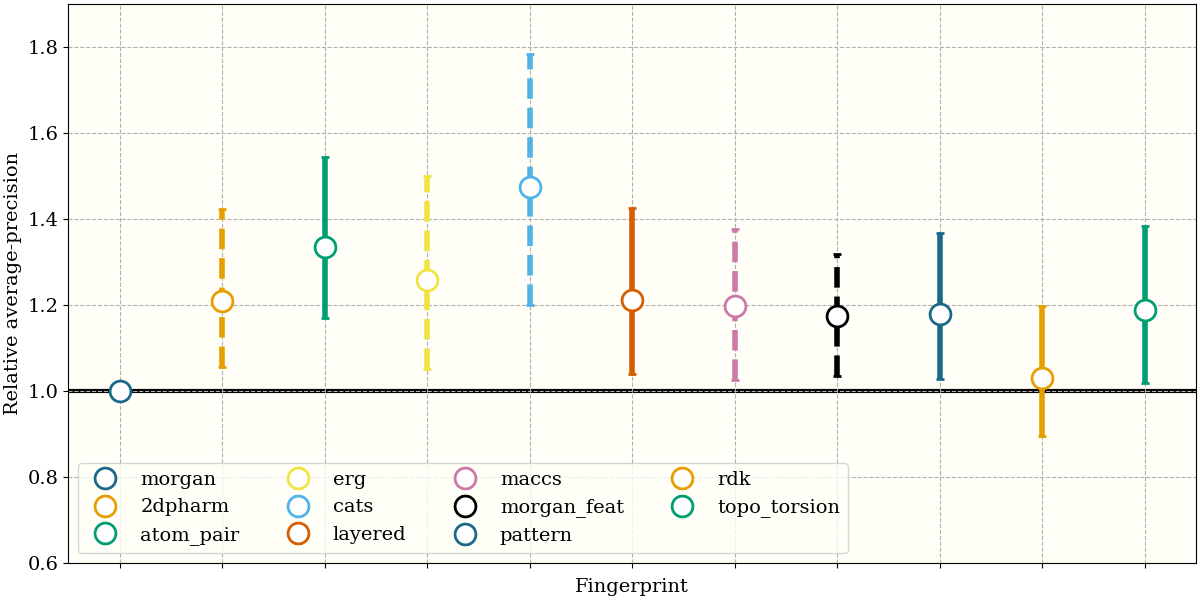 Relative average-precision
1.8
1.6
1.4
1.2
1.0
0.8
0.6
morgan
2dpharm
atom_pair
erg
cats
layered
maccs
morgan_feat
pattern
rdk
topo_torsion
Fingerprint